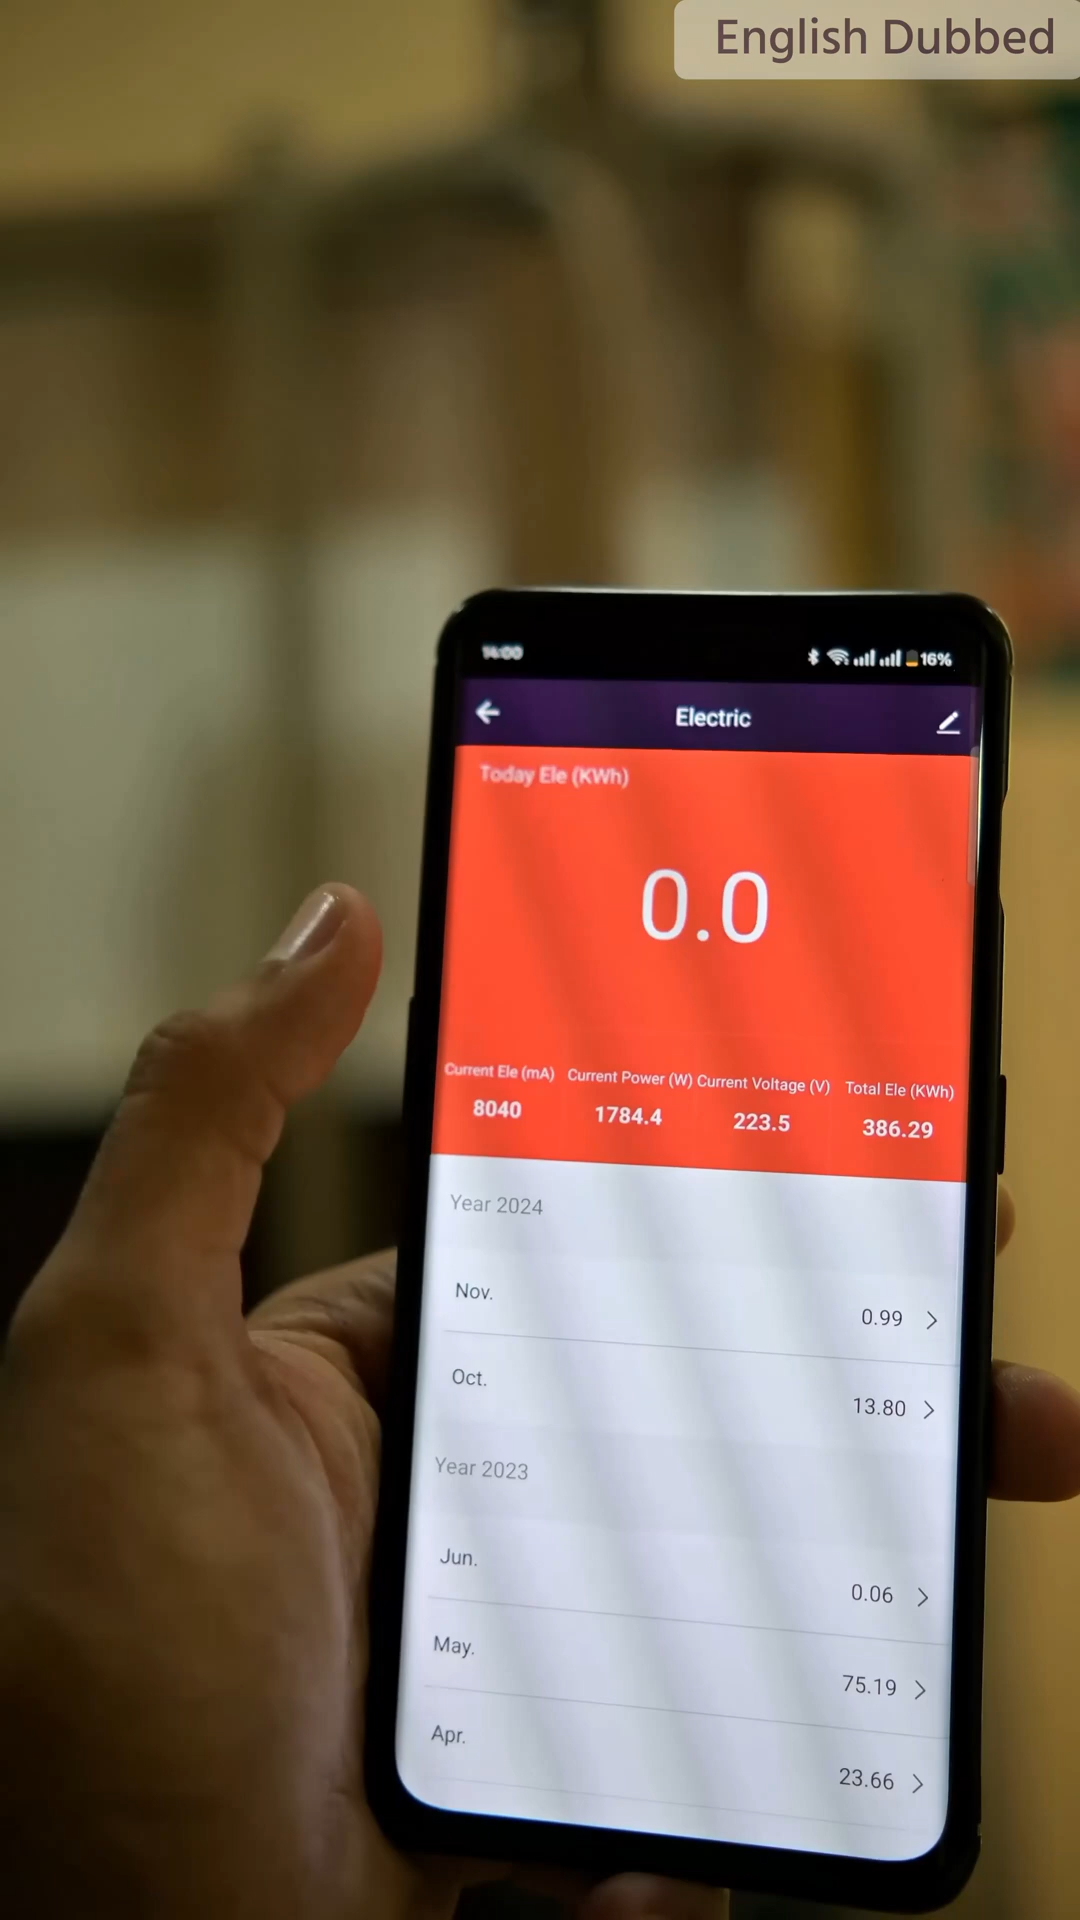 English Dubbed
14:00
16%
Electric
Today Ele (KWh)
0.0
Current Ele (mA) Current Power (W) Current Voltage (V) Total Ele (KWh)
8040 1784.4 223.5 386.29
Year 2024
Nov. 0.99
Oct. 13.80
Year 2023
Jun. 0.06
May. 75.19
Apr. 23.66